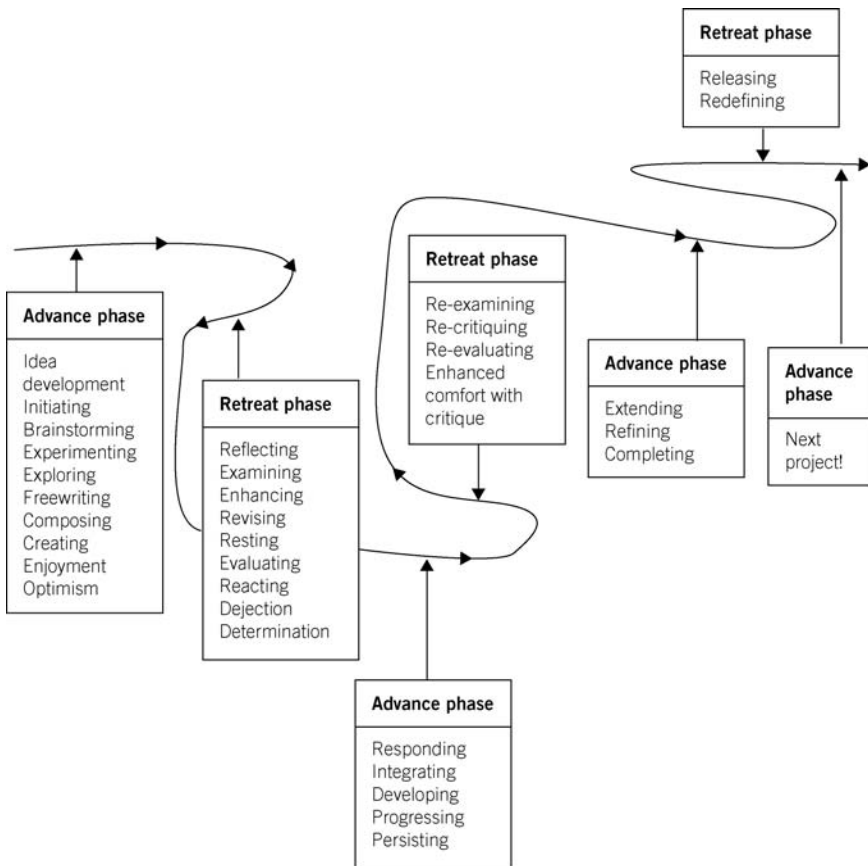 Advance phase
Idea
development
Initiating
Brainstorming
Experimenting
Exploring
Freewriting
Composing
Creating
Enjoyment
Optimism
Retreat phase
Reflecting
Examining
Enhancing
Revising
Resting
Evaluating
Reacting
Dejection
Determination
Advance phase
Responding
Integrating
Developing
Progressing
Persisting
Retreat phase
Re-examining
Re-critiquing
Re-evaluating
Enhanced
comfort with
critique
Advance phase
Extending
Refining
Completing
Retreat phase
Releasing
Redefining
Advance
phase
Next
project!